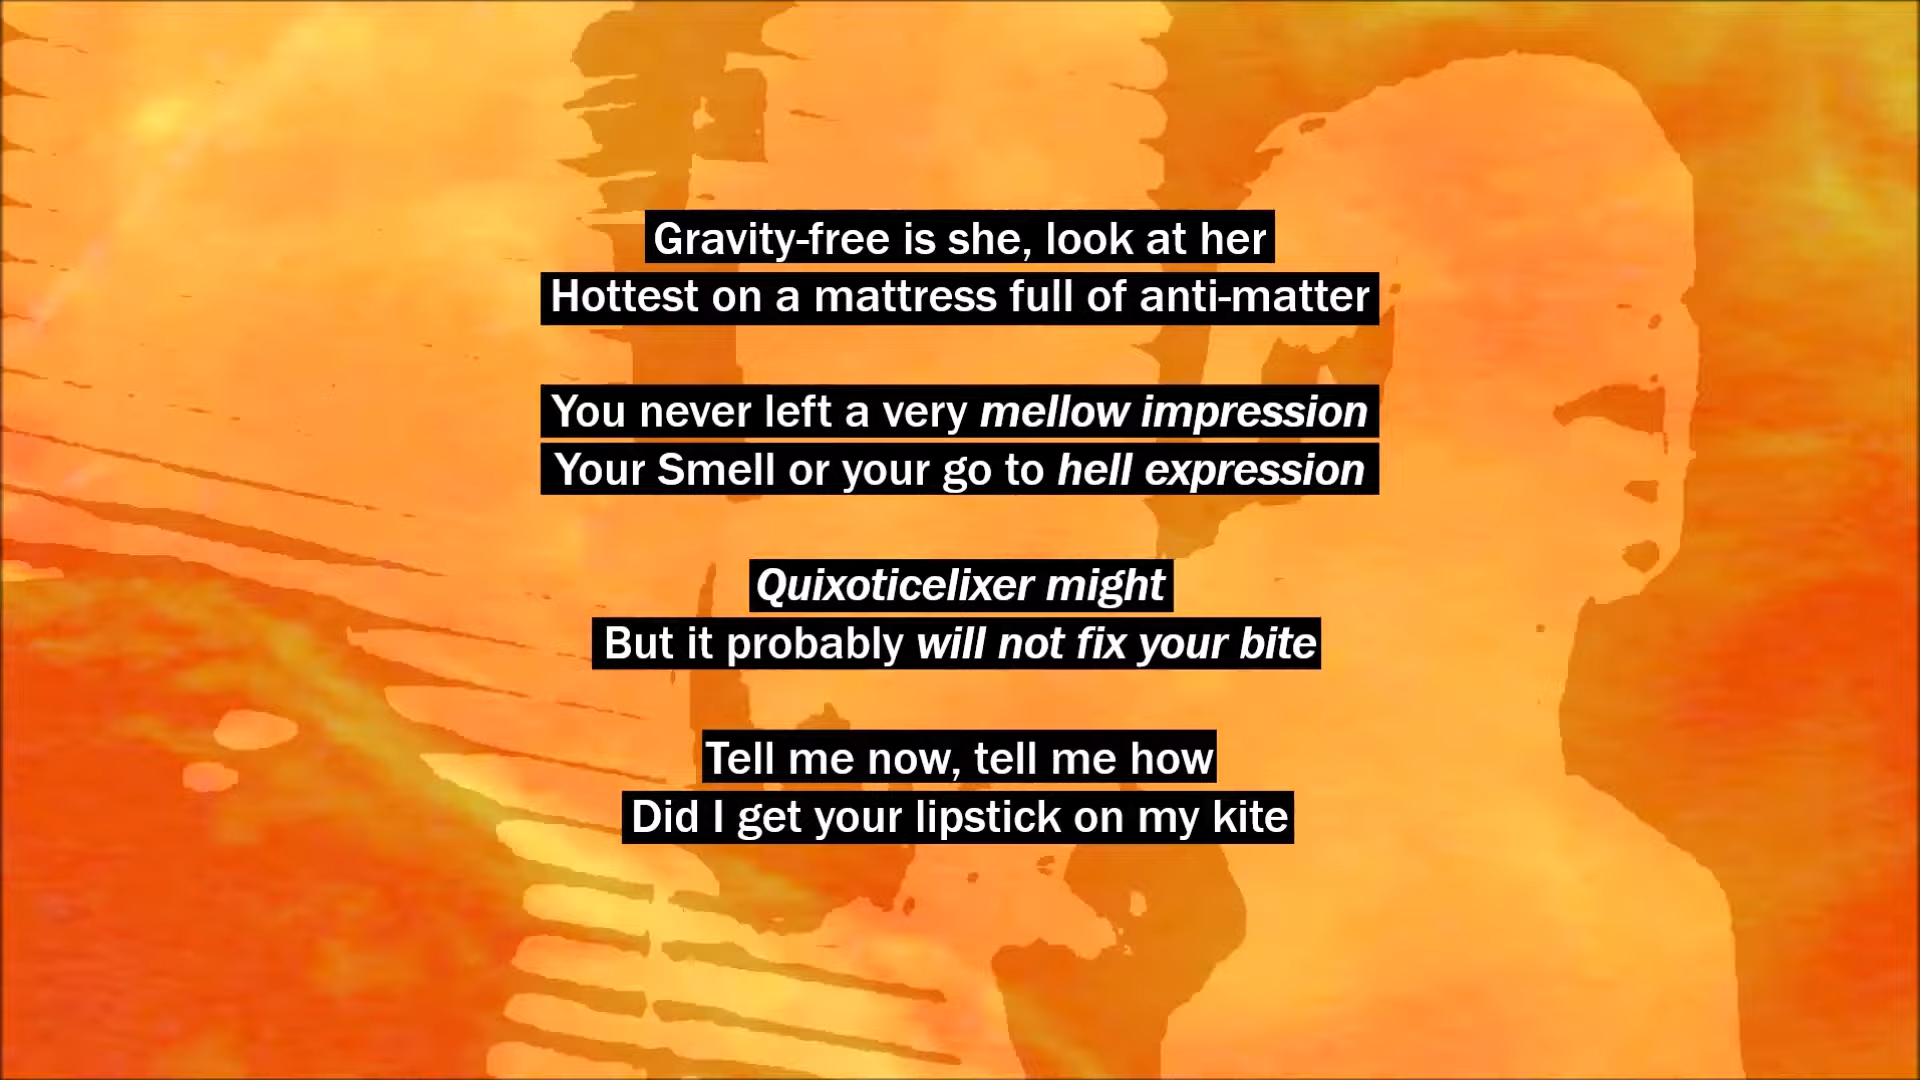 Gravity-free is she, look at her
Hottest on a mattress full of anti-matter
You never left a very mellow impression
Your Smell or your go to hell expression
Quixoticelixer might
But it probably will not fix your bite
Tell me now, tell me how
Did I get your lipstick on my kite